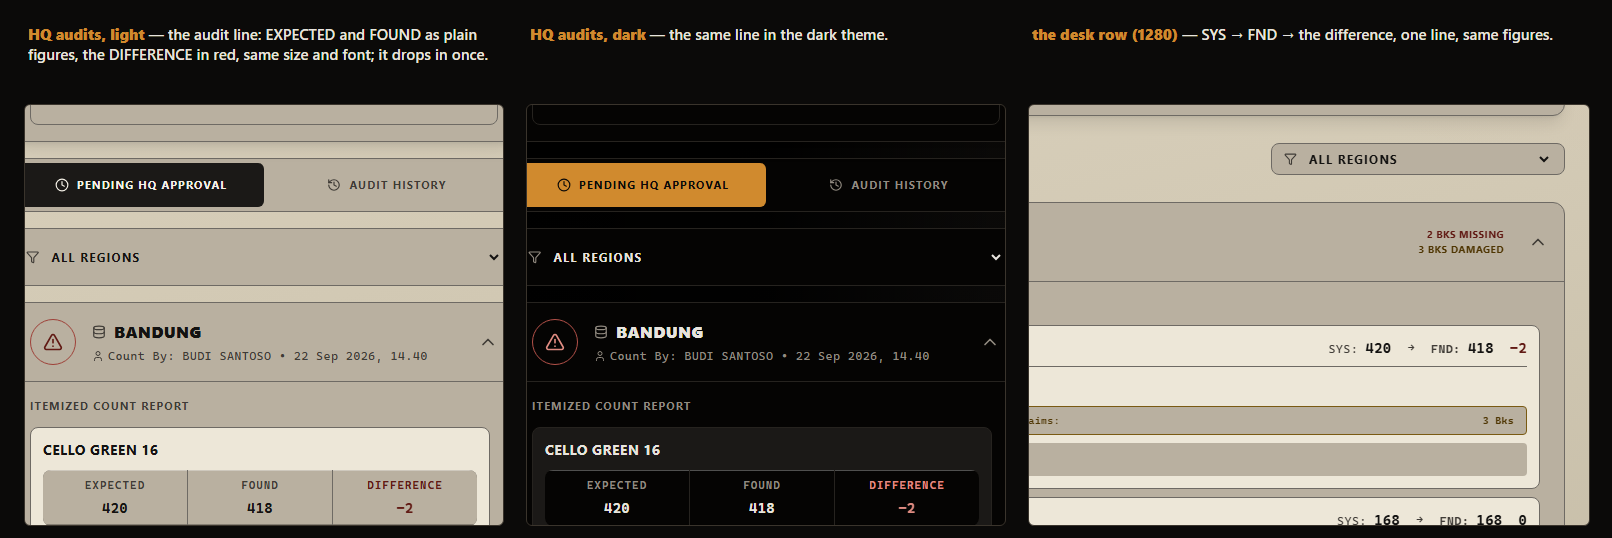 HQ audits, light — the audit line: EXPECTED and FOUND as plain
figures, the DIFFERENCE in red, same size and font; it drops in once.
PENDING HQ APPROVAL
AUDIT HISTORY
ALL REGIONS
BANDUNG
Count By: BUDI SANTOSO • 22 Sep 2026, 14.40
ITEMIZED COUNT REPORT
CELLO GREEN 16
EXPECTED FOUND DIFFERENCE
420 418 −2
HQ audits, dark — the same line in the dark theme.
PENDING HQ APPROVAL
AUDIT HISTORY
ALL REGIONS
BANDUNG
Count By: BUDI SANTOSO • 22 Sep 2026, 14.40
ITEMIZED COUNT REPORT
CELLO GREEN 16
EXPECTED FOUND DIFFERENCE
420 418 −2
the desk row (1280) — SYS → FND → the difference, one line, same figures.
ALL REGIONS
2 BKS MISSING
3 BKS DAMAGED
SYS: 420 → FND: 418 −2
aims: 3 Bks
SYS: 168 → FND: 168 0